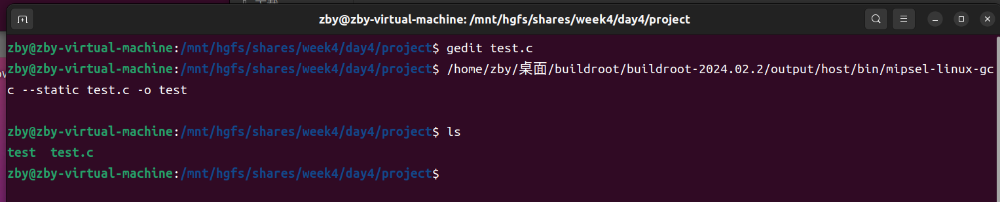 zby@zby-virtual-machine: /mnt/hgfs/shares/week4/day4/project
zby@zby-virtual-machine:/mnt/hgfs/shares/week4/day4/project$ gedit test.c
zby@zby-virtual-machine:/mnt/hgfs/shares/week4/day4/project$ /home/zby/桌面/buildroot/buildroot-2024.02.2/output/host/bin/mipsel-linux-gc
c --static test.c -o test
zby@zby-virtual-machine:/mnt/hgfs/shares/week4/day4/project$ ls
test  test.c
zby@zby-virtual-machine:/mnt/hgfs/shares/week4/day4/project$